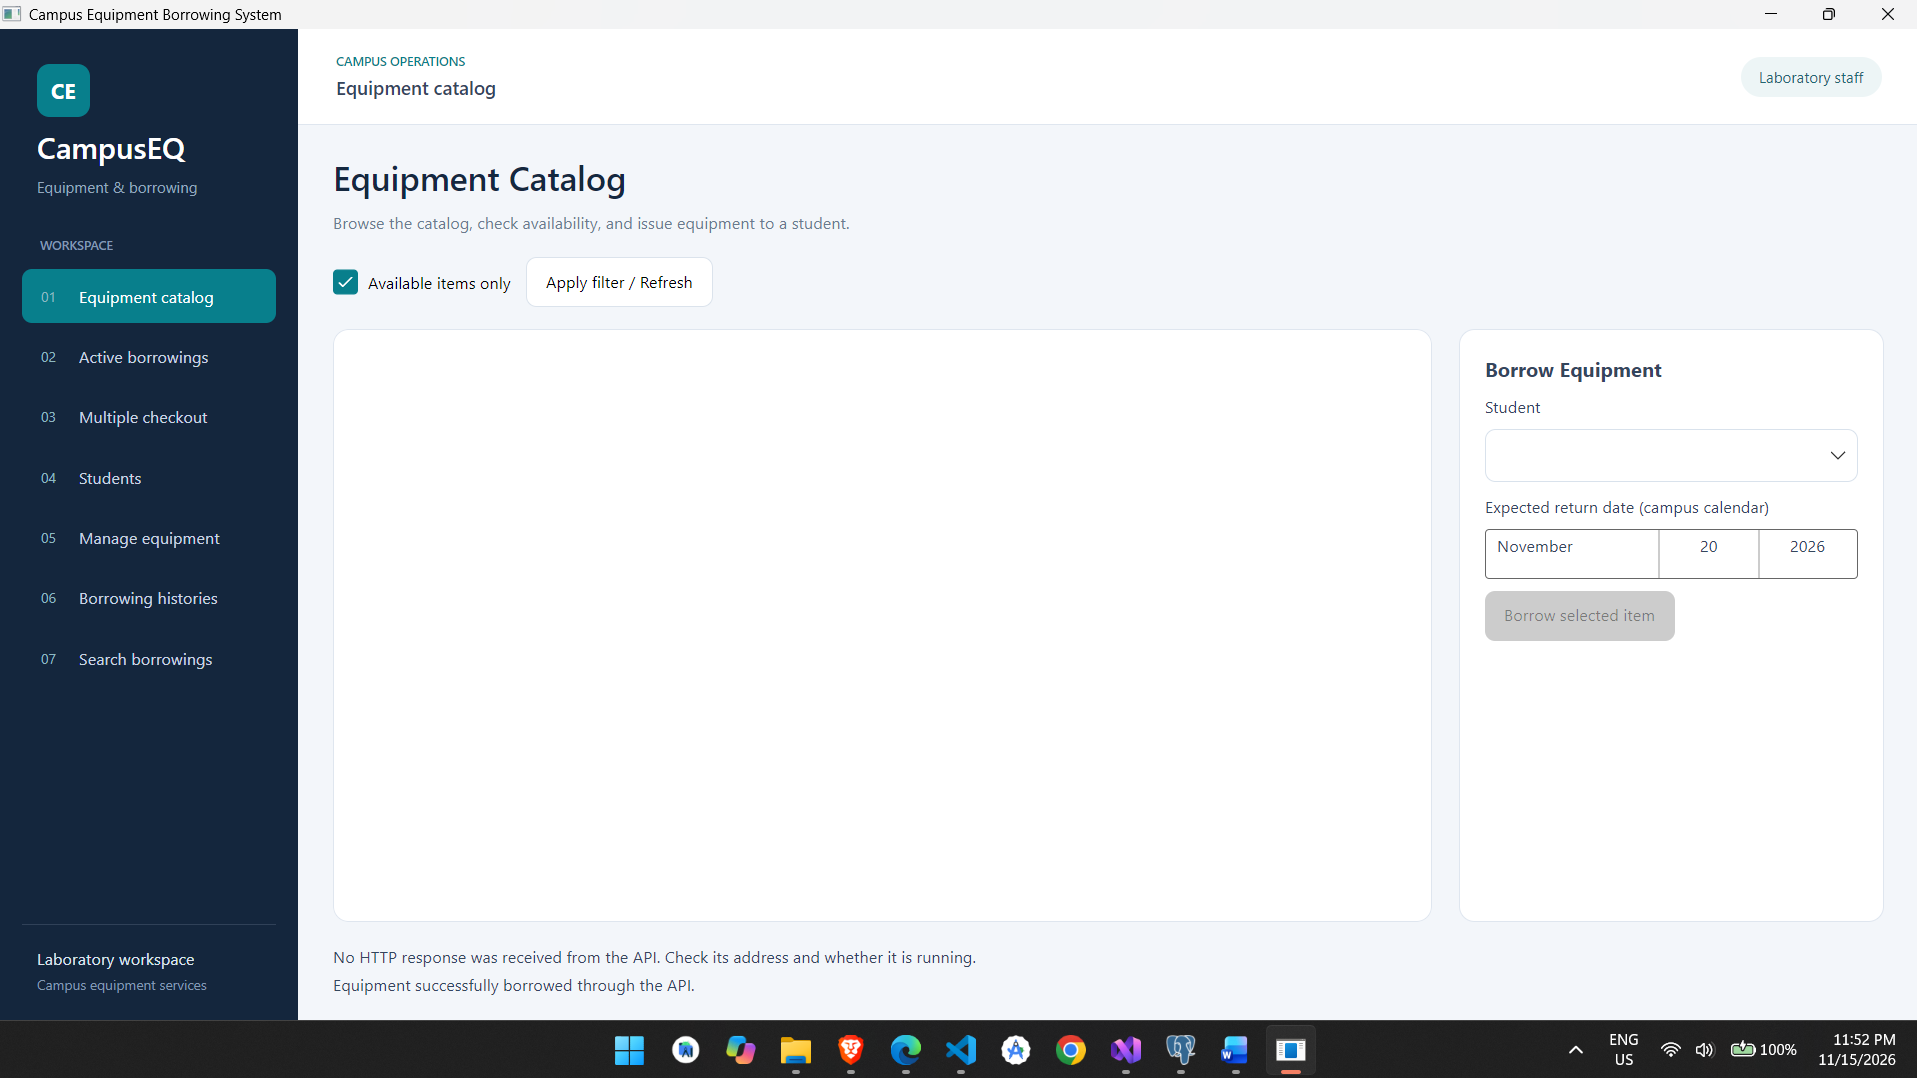 Campus Equipment Borrowing System
CE
CampusEQ
Equipment & borrowing
WORKSPACE
01 Equipment catalog
02 Active borrowings
03 Multiple checkout
04 Students
05 Manage equipment
06 Borrowing histories
07 Search borrowings
Laboratory workspace
Campus equipment services
CAMPUS OPERATIONS
Equipment catalog
Laboratory staff
Equipment Catalog
Browse the catalog, check availability, and issue equipment to a student.
Available items only
Apply filter / Refresh
Borrow Equipment
Student
Expected return date (campus calendar)
November 20 2026
Borrow selected item
No HTTP response was received from the API. Check its address and whether it is running.
Equipment successfully borrowed through the API.
ENG
US
100%
11:52 PM
11/15/2026